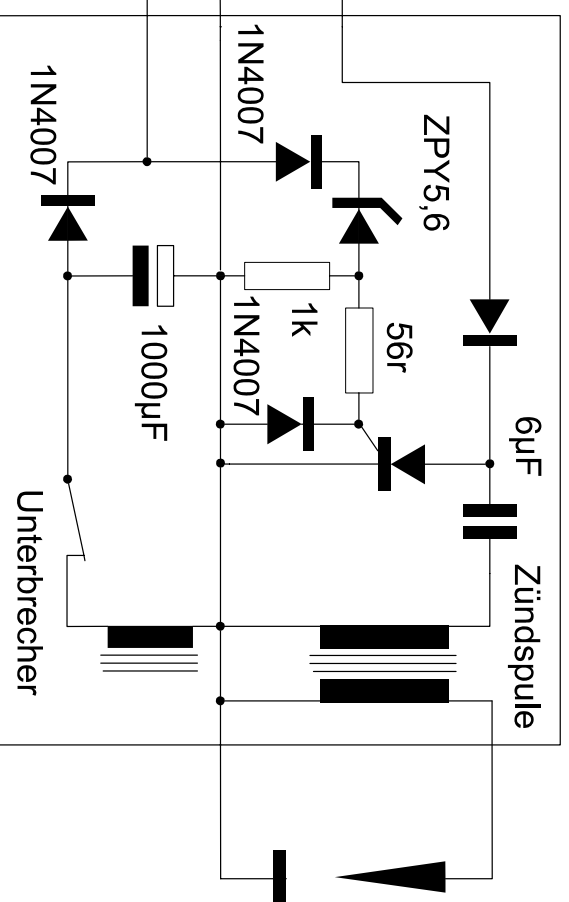 1N4007
1N4007
ZPY5,6
1N4007
1k
56r
1000µF
6µF
Unterbrecher
Zündspule